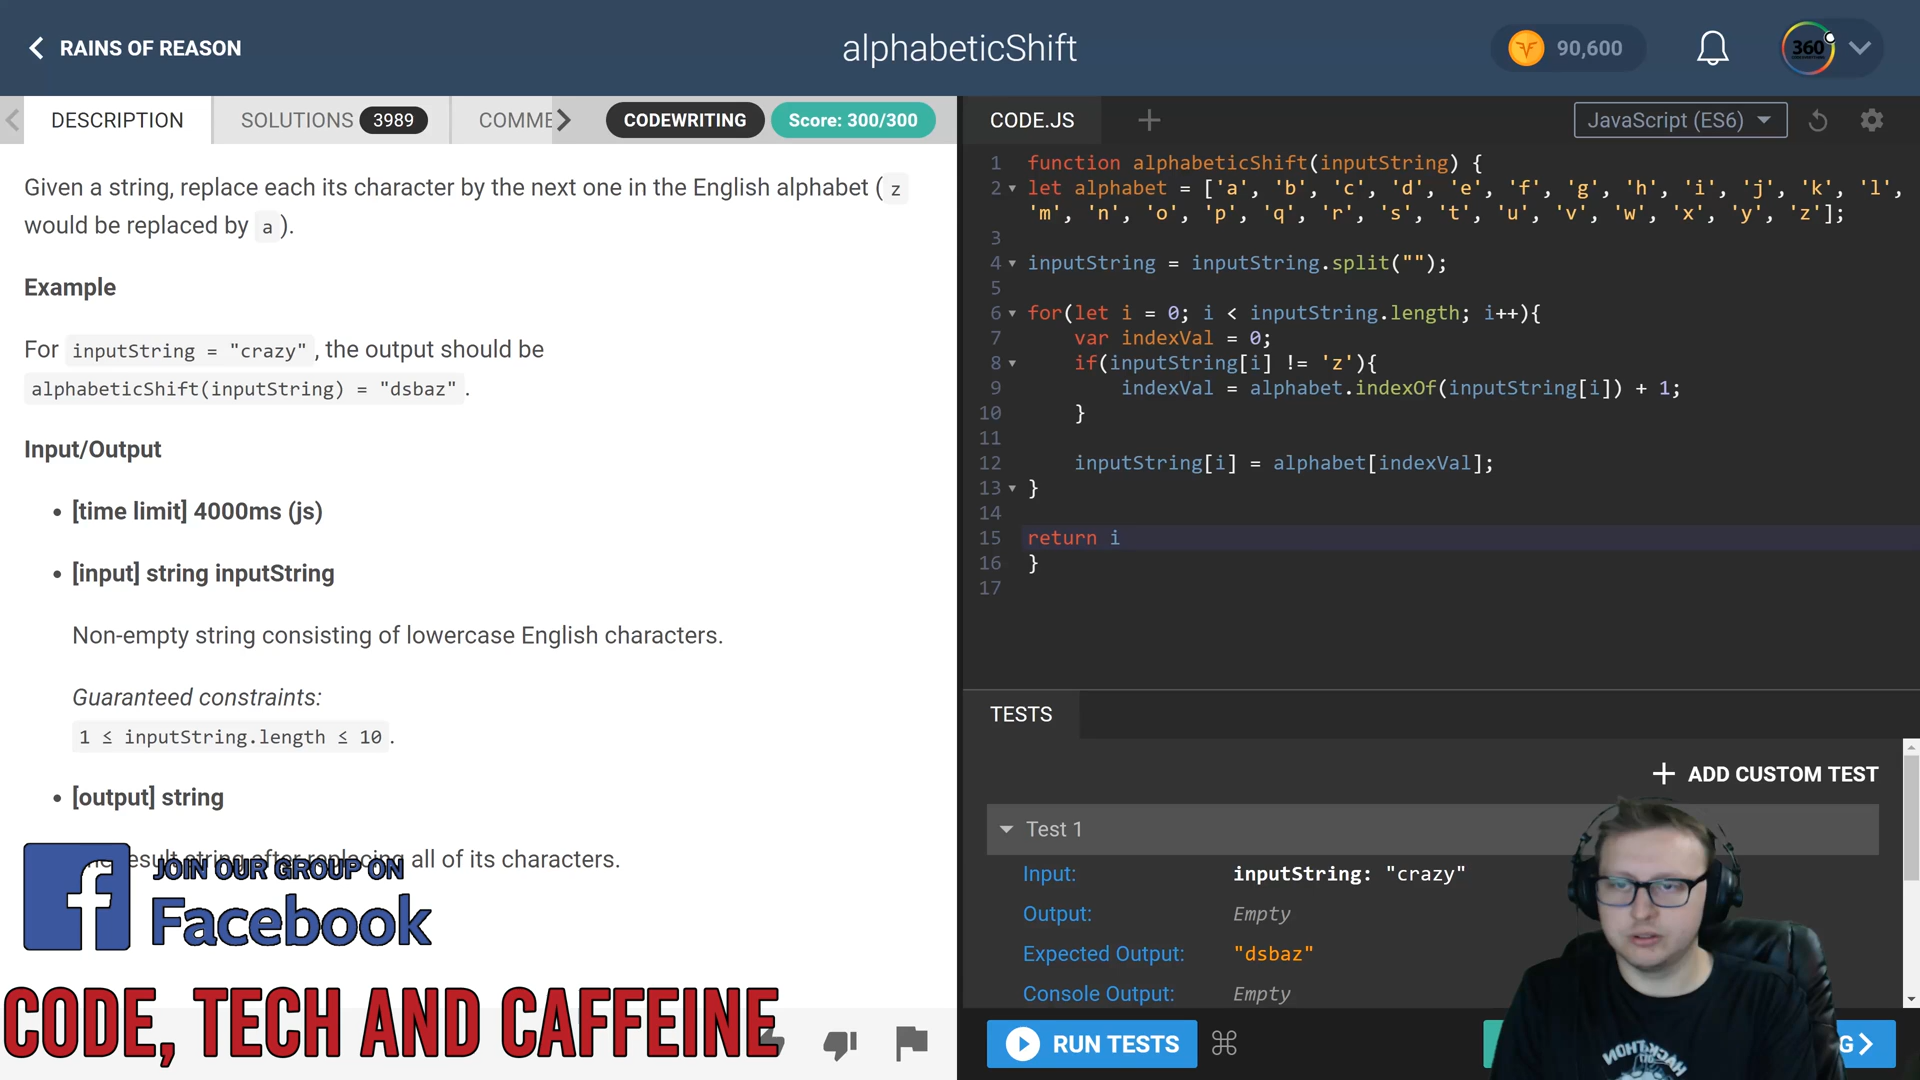 RAINS OF REASON
alphabeticShift
90,600
360
DESCRIPTION
SOLUTIONS 3989
COMME
CODEWRITING
Score: 300/300
Given a string, replace each its character by the next one in the English alphabet ( z
would be replaced by a ).
Example
For inputString = "crazy" , the output should be
alphabeticShift(inputString) = "dsbaz" .
Input/Output
• [time limit] 4000ms (js)
• [input] string inputString
Non-empty string consisting of lowercase English characters.
Guaranteed constraints:
1 ≤ inputString.length ≤ 10 .
• [output] string
result string after replacing all of its characters.
JOIN OUR GROUP ON
Facebook
CODE, TECH AND CAFFEINE
CODE.JS
JavaScript (ES6)
1 function alphabeticShift(inputString) {
2 let alphabet = ['a', 'b', 'c', 'd', 'e', 'f', 'g', 'h', 'i', 'j', 'k', 'l',
'm', 'n', 'o', 'p', 'q', 'r', 's', 't', 'u', 'v', 'w', 'x', 'y', 'z'];
3
4 inputString = inputString.split("");
5
6 for(let i = 0; i < inputString.length; i++){
7 var indexVal = 0;
8 if(inputString[i] != 'z'){
9 indexVal = alphabet.indexOf(inputString[i]) + 1;
10 }
11
12 inputString[i] = alphabet[indexVal];
13 }
14
15 return i
16 }
17
TESTS
ADD CUSTOM TEST
Test 1
Input: inputString: "crazy"
Output: Empty
Expected Output: "dsbaz"
Console Output: Empty
RUN TESTS
G